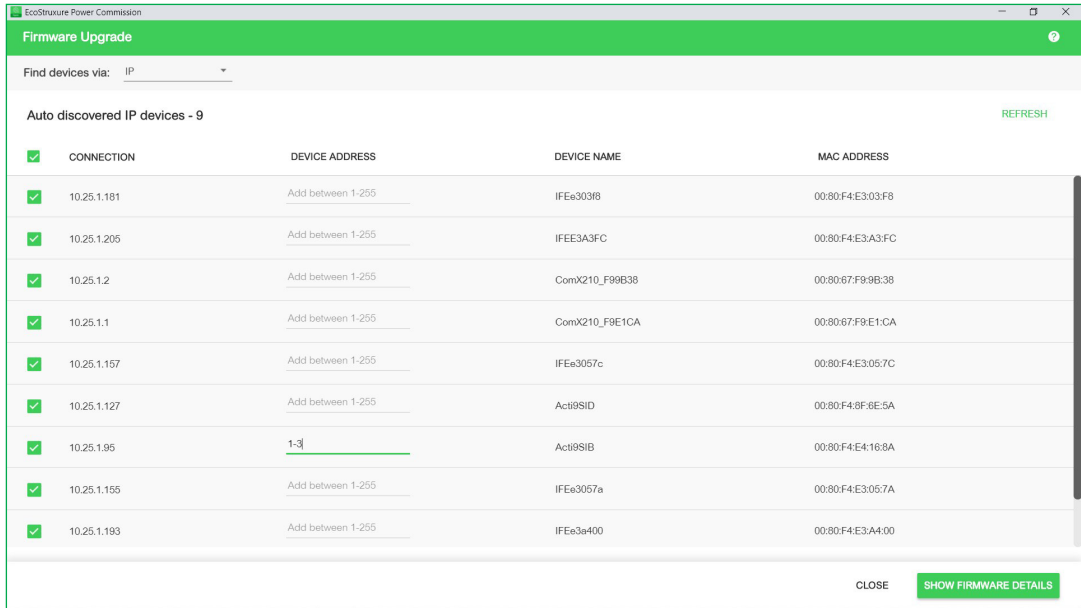 EcoStruxure Power Commission
Firmware Upgrade
Find devices via: IP
Auto discovered IP devices - 9 REFRESH
CONNECTION DEVICE ADDRESS DEVICE NAME MAC ADDRESS
10.25.1.181 Add between 1-255 IFEe303f8 00:80:F4:E3:03:F8
10.25.1.205 Add between 1-255 IFEE3A3FC 00:80:F4:E3:A3:FC
10.25.1.2 Add between 1-255 ComX210_F99B38 00:80:67:F9:9B:38
10.25.1.1 Add between 1-255 ComX210_F9E1CA 00:80:67:F9:E1:CA
10.25.1.157 Add between 1-255 IFEe3057c 00:80:F4:E3:05:7C
10.25.1.127 Add between 1-255 Acti9SID 00:80:F4:8F:6E:5A
10.25.1.95 1-3 Acti9SIB 00:80:F4:E4:16:8A
10.25.1.155 Add between 1-255 IFEe3057a 00:80:F4:E3:05:7A
10.25.1.193 Add between 1-255 IFEe3a400 00:80:F4:E3:A4:00
CLOSE SHOW FIRMWARE DETAILS